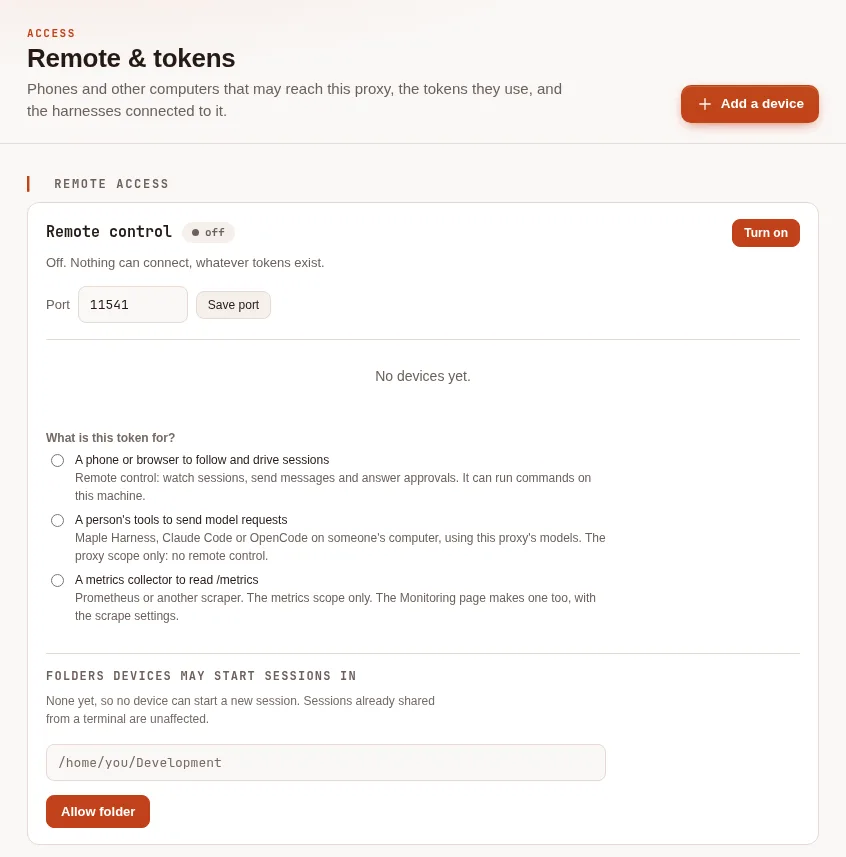 ACCESS
Remote & tokens
Phones and other computers that may reach this proxy, the tokens they use, and
the harnesses connected to it.
Add a device
REMOTE ACCESS
Remote control
off
Turn on
Off. Nothing can connect, whatever tokens exist.
Port
11541
Save port
No devices yet.
What is this token for?
A phone or browser to follow and drive sessions
Remote control: watch sessions, send messages and answer approvals. It can run commands on
this machine.
A person's tools to send model requests
Maple Harness, Claude Code or OpenCode on someone's computer, using this proxy's models. The
proxy scope only: no remote control.
A metrics collector to read /metrics
Prometheus or another scraper. The metrics scope only. The Monitoring page makes one too, with
the scrape settings.
FOLDERS DEVICES MAY START SESSIONS IN
None yet, so no device can start a new session. Sessions already shared
from a terminal are unaffected.
/home/you/Development
Allow folder